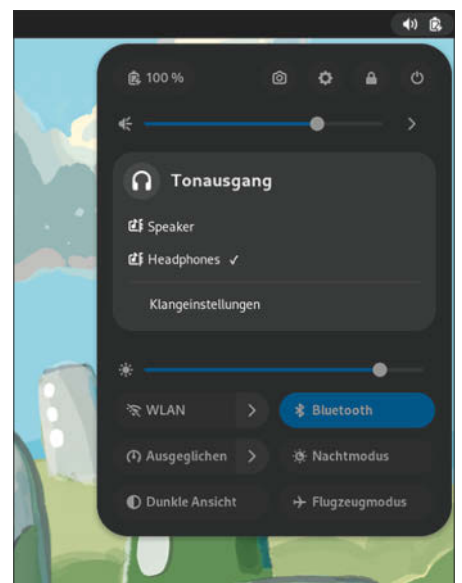 100 %
Tonausgang
Speaker
Headphones ✓
Klangeinstellungen
WLAN
Bluetooth
Ausgeglichen
Nachtmodus
Dunkle Ansicht
Flugzeugmodus